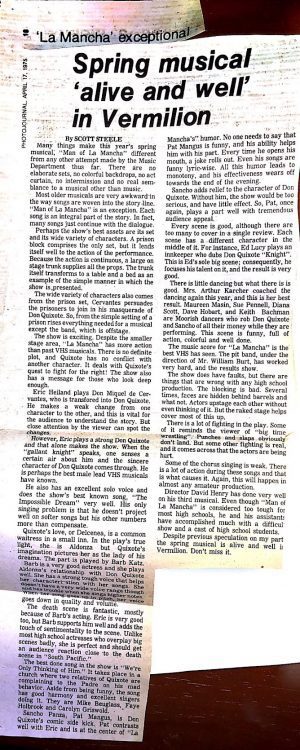 16 'La Mancha' exceptional
PHOTOJOURNAL, APRIL 17, 1975
Spring musical
'alive and well'
in Vermilion
By SCOTT STEELE
Many things make this year's spring
musical, "Man of La Mancha" different
from any other attempt made by the Music
Department thus far. There are no
elaborate sets, no colorful backdrops, no act
curtain, no intermission and no real sem-
blance to a musical other than music.
Most older musicals are very awkward in
the way songs are woven into the story line.
"Man of La Mancha" is an exception. Each
song is an integral part of the story. In fact,
many songs just continue with the dialogue.
Perhaps the show's best assets are its set
and its wide variety of characters. A prison
block comprises the only set, but it lends
itself well to the action of the performance.
Because the action is continuous, a large on
stage trunk supplies all the props. The trunk
itself transforms to a table and a bed as an
example of the simple manner in which the
show is presented.
The wide variety of characters also comes
from the prison set. Cervantes persuades
the prisoners to join in his masquerade of
Don Quixote. So, from the simple setting of a
prison rises everything needed for a musical
except the band, which is offstage.
The show is exciting. Despite the smaller
stage area, "La Mancha" has more action
than past VHS musicals. There is no definite
plot, and Quixote has no conflict with
another character. It deals with Quixote's
quest to fight for the right! The show also
has a message for those who look deep
enough.
Eric Heiland plays Don Miguel de Cer-
vantes, who is transfixed into Don Quixote.
He makes a weak change from one
character to the other, and this is vital for
the audience to understand the story. But
close attention by the viewer can spot the
changes.
However, Eric plays a strong Don Quixote
and that alone makes the show. When the
"gallant knight" speaks, one senses a
certain air about him and the sincere
character of Don Quixote comes through. He
is perhaps the best male lead VHS musicals
have known.
He also has an excellent solo voice and
does the show's best known song, "The
Impossible Dream" very well. His only
singing problem is that he doesn't project
well on softer songs but his other numbers
more than compensate.
Quixote's love, or Dulcenea, is a common
waitress in a small inn. In the play's true
light, she is Aldonza but Quixote's
imagination pictures her as the lady of his
dreams. The part is played by Barb Katz.
Barb is a very good actress and she plays
Aldonza's relationship with Don Quixote
well. She has a strong tough voice that helps
her character even with her songs. She
doesn't have a very wide voice range though
and has trouble when she sings higher notes.
goes down in quality and volume.
The death scene is fantastic, mostly
because of Barb's acting. Eric is very good
too, but Barb supports him well and adds the
touch of sentimentality to the scene. Unlike
most high school actresses who overplay big
scenes badly, she is perfect and should get
an audience reaction close to the death
scene in "South Pacific."
The best done song in the show is "We're
Only Thinking of Him." It takes place in a
church where two relatives of Quixote are
complaining to the Padre on his mad
behavior. Aside from being funny, the song
has good harmony and excellent singers
doing it. They are Mike Beuglass, Faye
Holbrook and Carolyn Griswold.
Sancho Panza, Pat Mangus, is Don
Quixote's comic side kick. Pat contrasts
well with Eric and is at the center of "La
Mancha's" humor. No one needs to say that
Pat Mangus is funny, and his ability helps
him with his part. Every time he opens his
mouth, a joke rolls out. Even his songs are
funny lyric-wise. All this humor leads to
monotony, and his effectiveness wears off
towards the end of the evening.
Sancho adds relief to the character of Don
Quixote. Without him, the show would be too
serious, and have little effect. So, Pat, once
again, plays a part well with tremendous
audience appeal.
Every scene is good, although there are
too many to cover in a single review. Each
scene has a different character in the
middle of it. For instance, Ed Lucy plays an
innkeeper who dubs Don Quixote "Knight".
This is Ed's sole big scene; consequently, he
focuses his talent on it, and the result is very
good.
There is little dancing but what there is is
good. Mrs. Arthur Karcher coached the
dancing again this year, and this is her best
result. Maureen Masin, Sue Pennell, Diana
Scott, Dave Hobart, and Keith Bachman
are Moorish dancers who rob Don Quixote
and Sancho of all their money while they are
performing. This scene is funny, full of
action, colorful and well done.
The music score for "La Mancha" is the
best VHS has seen. The pit band, under the
direction of Mr. William Burt, has worked
very hard, and the results show.
The show does have faults, but there are
things that are wrong with any high school
production. The blocking is bad. Several
times, faces are hidden behind barrels and
what not. Actors upstage each other without
even thinking of it. But the raked stage helps
cover most of this up.
There is a lot of fighting in the play. Some
of it reminds the viewer of "big time
wrestling". Punches and slaps obviously
don't land. But some other fighting is real,
and it comes across that the actors are being
hurt.
Some of the chorus singing is weak. There
is a lot of action during these songs and that
is what causes it. Again, this will happen in
almost any amateur production.
Director David Henry has done very well
on his third musical. Even though "Man of
La Mancha" is considered too tough for
most high schools, he and his assistants
have accomplished much with a difficult
show and a cast of high school students.
Despite previous speculation on my part
the spring musical is alive and well in
Vermilion. Don't miss it.